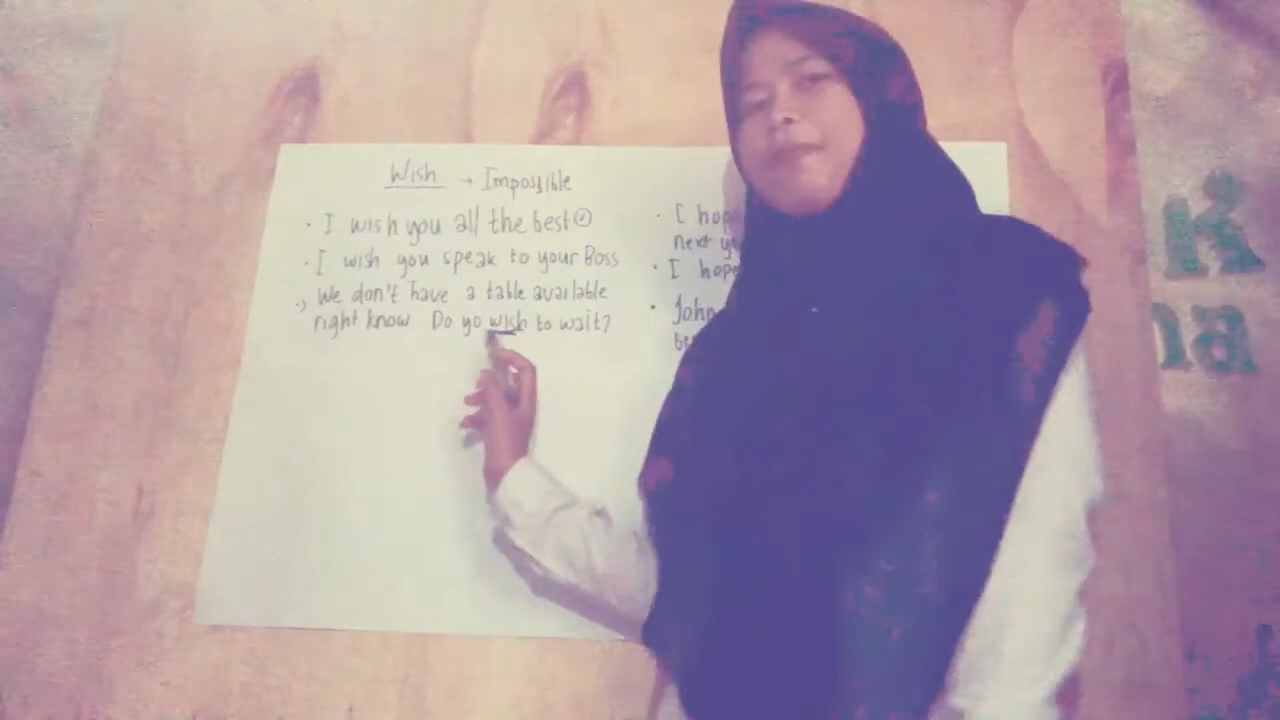 Wish → Impossible
· I wish you all the best
· I wish you speak to your Boss
→ We don't have a table available
right know Do yo wish to wait?
· I hop
next
· I hope
· John
K
na